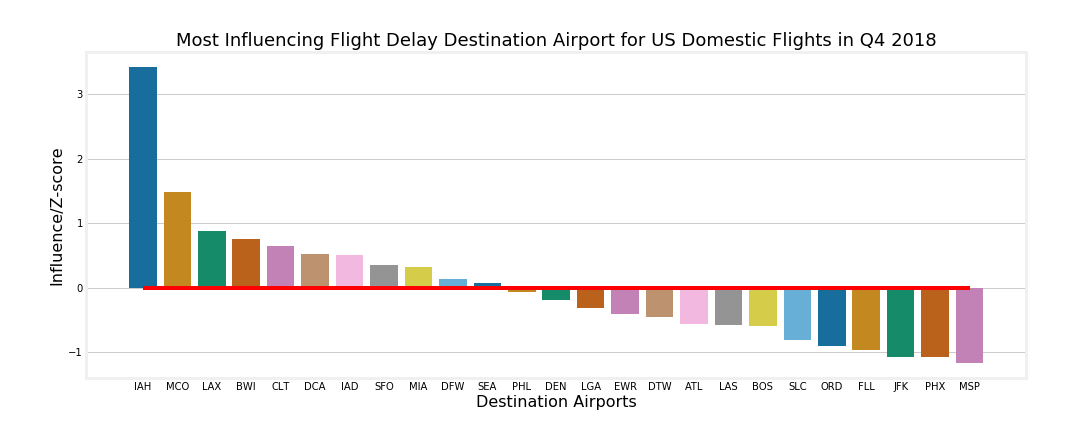 Most Influencing Flight Delay Destination Airport for US Domestic Flights in Q4 2018
Influence/Z-score
3
2
1
0
−1
IAH MCO LAX BWI CLT DCA IAD SFO MIA DFW SEA PHL DEN LGA EWR DTW ATL LAS BOS SLC ORD FLL JFK PHX MSP
Destination Airports